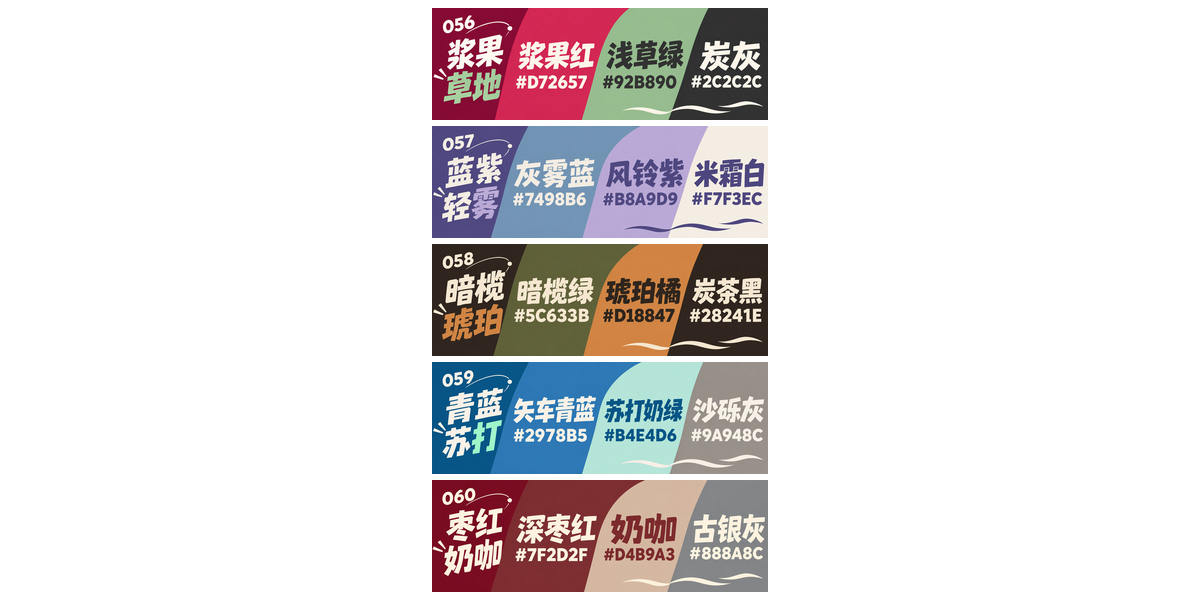 056
浆果
草地
浆果红
#D72657
浅草绿
#92B890
炭灰
#2C2C2C
057
蓝紫
轻雾
灰雾蓝
#7498B6
风铃紫
#B8A9D9
米霜白
#F7F3EC
058
暗榄
琥珀
暗榄绿
#5C633B
琥珀橘
#D18847
炭茶黑
#28241E
059
青蓝
苏打
矢车青蓝
#2978B5
苏打奶绿
#B4E4D6
沙砾灰
#9A948C
060
枣红
奶咖
深枣红
#7F2D2F
奶咖
#D4B9A3
古银灰
#888A8C